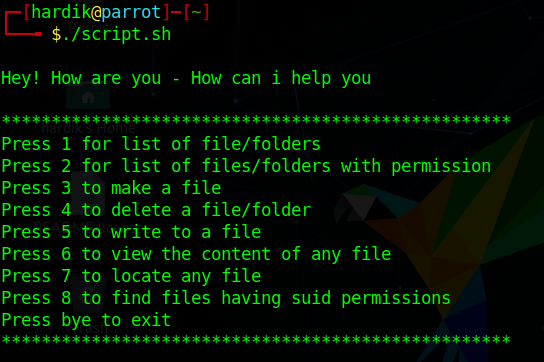 ┌─[hardik@parrot]─[~]
└──╼ $./script.sh
Hey! How are you - How can i help you
***************************************************
hardik's Home
Press 1 for list of file/folders
Press 2 for list of files/folders with permission
Press 3 to make a file
Press 4 to delete a file/folder
Press 5 to write to a file
Press 6 to view the content of any file
Press 7 to locate any file
Press 8 to find files having suid permissions
Press bye to exit
***************************************************